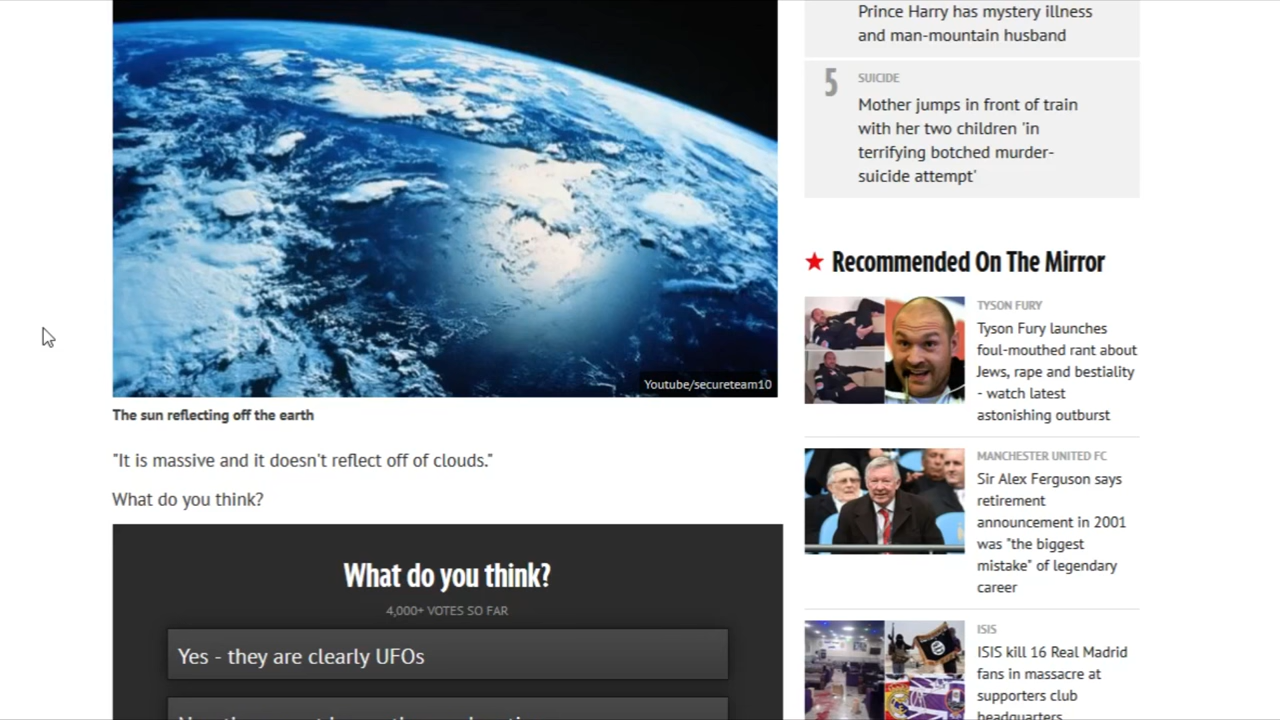 Youtube/secureteam10
The sun reflecting off the earth
"It is massive and it doesn't reflect off of clouds."
What do you think?
What do you think?
4,000+ VOTES SO FAR
Yes - they are clearly UFOs
Prince Harry has mystery illness
and man-mountain husband
5
SUICIDE
Mother jumps in front of train
with her two children 'in
terrifying botched murder-
suicide attempt'
Recommended On The Mirror
TYSON FURY
Tyson Fury launches
foul-mouthed rant about
Jews, rape and bestiality
- watch latest
astonishing outburst
MANCHESTER UNITED FC
Sir Alex Ferguson says
retirement
announcement in 2001
was "the biggest
mistake" of legendary
career
ISIS
ISIS kill 16 Real Madrid
fans in massacre at
supporters club
headquarters